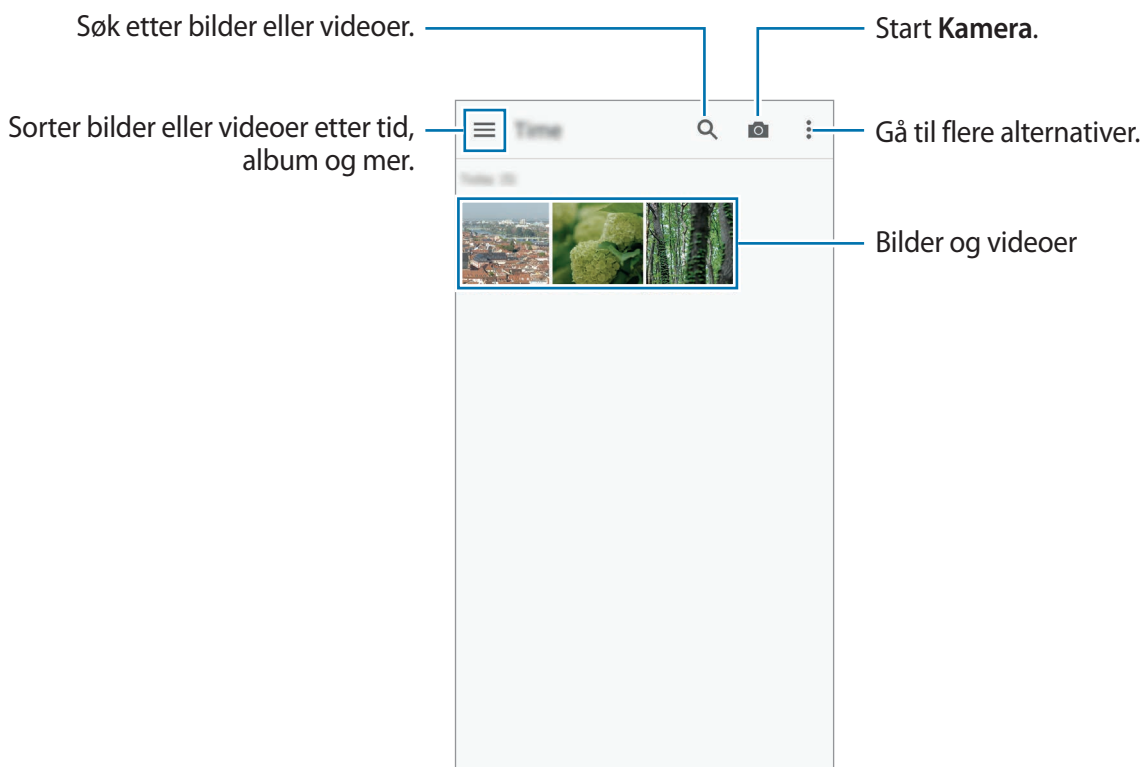 Søk etter bilder eller videoer.
Start Kamera.
Sorter bilder eller videoer etter tid,
album og mer.
Time
Gå til flere alternativer.
Bilder og videoer